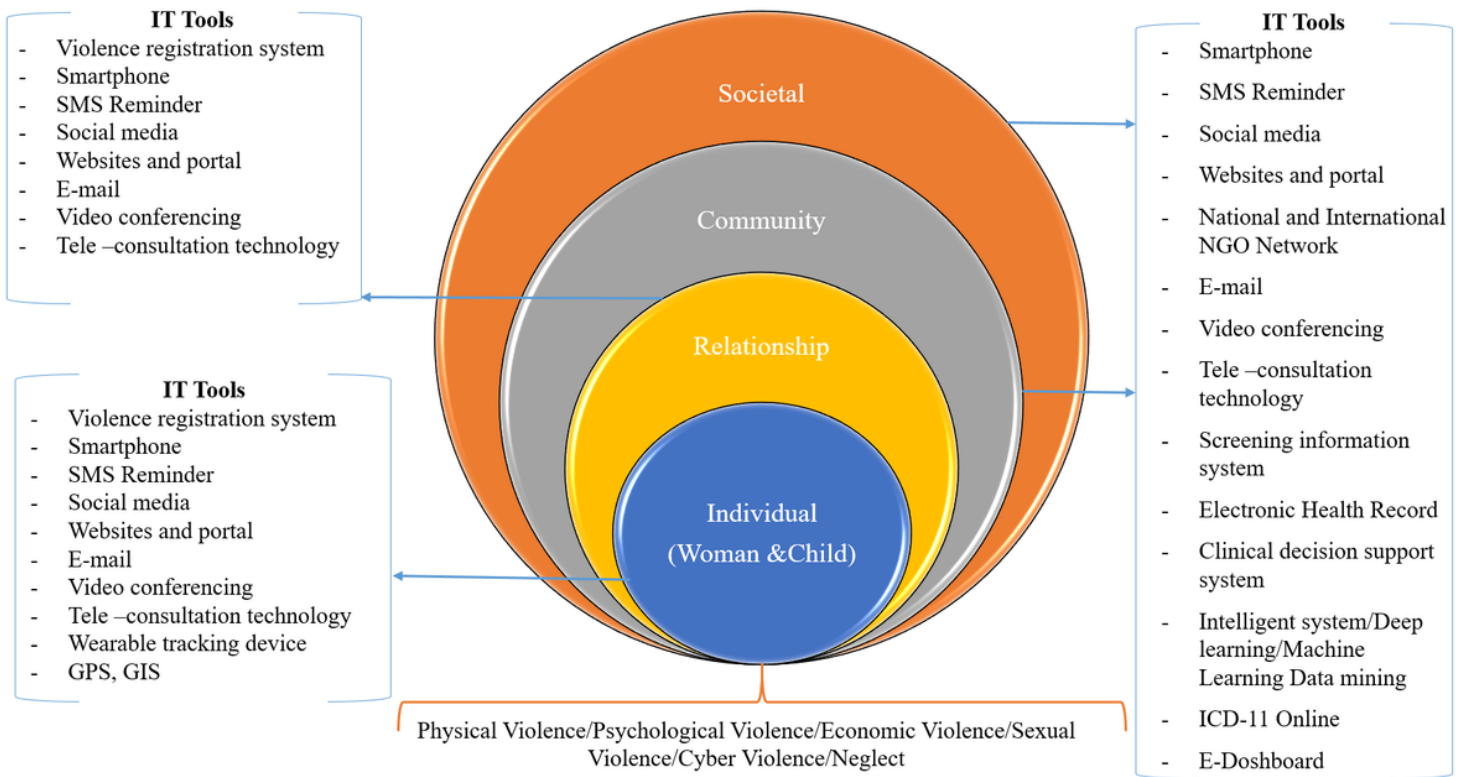 IT Tools
- Violence registration system
- Smartphone
- SMS Reminder
- Social media
- Websites and portal
- E-mail
- Video conferencing
- Tele –consultation technology
IT Tools
- Violence registration system
- Smartphone
- SMS Reminder
- Social media
- Websites and portal
- E-mail
- Video conferencing
- Tele –consultation technology
- Wearable tracking device
- GPS, GIS
Societal
Community
Relationship
Individual
(Woman &Child)
Physical Violence/Psychological Violence/Economic Violence/Sexual
Violence/Cyber Violence/Neglect
IT Tools
- Smartphone
- SMS Reminder
- Social media
- Websites and portal
- National and International
NGO Network
- E-mail
- Video conferencing
- Tele –consultation
technology
- Screening information
system
- Electronic Health Record
- Clinical decision support
system
- Intelligent system/Deep
learning/Machine
Learning Data mining
- ICD-11 Online
- E-Doshboard